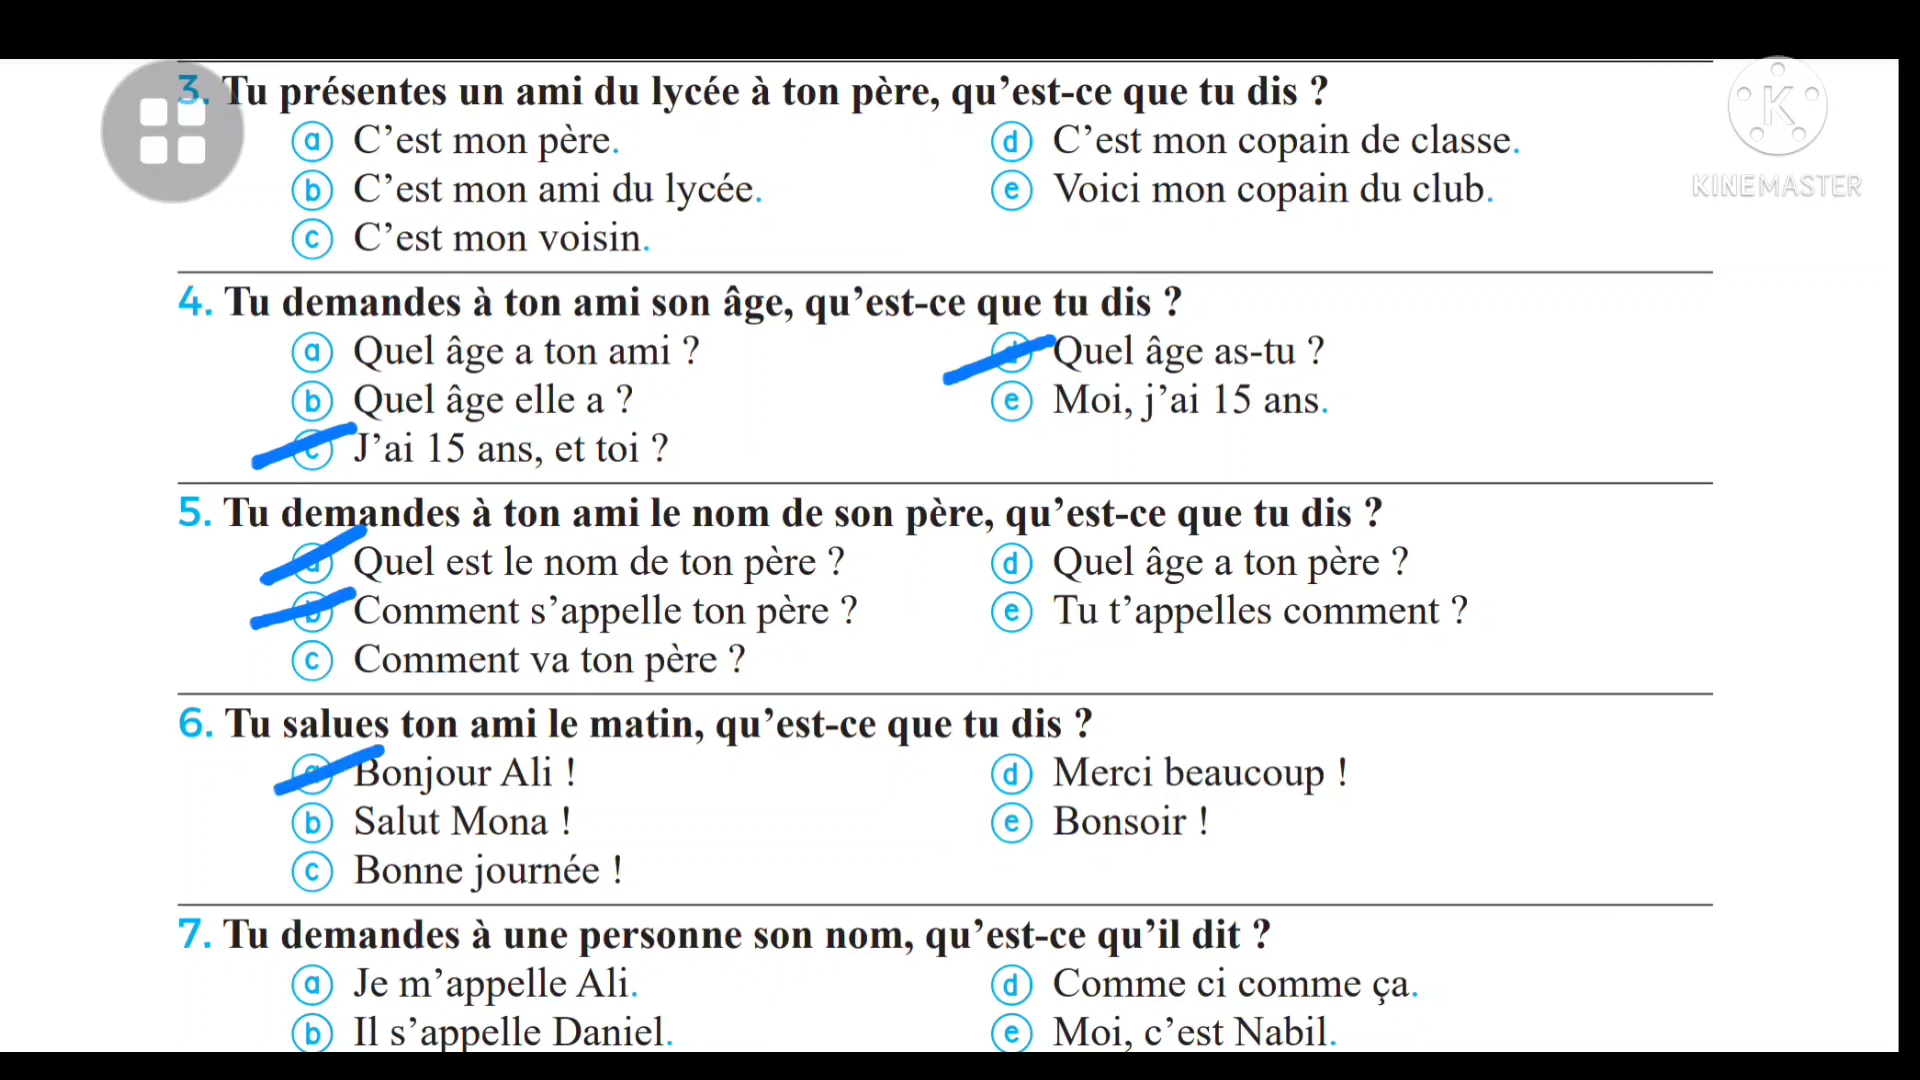 3. Tu présentes un ami du lycée à ton père, qu’est-ce que tu dis ?
a C’est mon père.
d C’est mon copain de classe.
b C’est mon ami du lycée.
e Voici mon copain du club.
c C’est mon voisin.
KINEMASTER
4. Tu demandes à ton ami son âge, qu’est-ce que tu dis ?
a Quel âge a ton ami ?
d Quel âge as-tu ?
b Quel âge elle a ?
e Moi, j’ai 15 ans.
c J’ai 15 ans, et toi ?
5. Tu demandes à ton ami le nom de son père, qu’est-ce que tu dis ?
a Quel est le nom de ton père ?
d Quel âge a ton père ?
b Comment s’appelle ton père ?
e Tu t’appelles comment ?
c Comment va ton père ?
6. Tu salues ton ami le matin, qu’est-ce que tu dis ?
a Bonjour Ali !
d Merci beaucoup !
b Salut Mona !
e Bonsoir !
c Bonne journée !
7. Tu demandes à une personne son nom, qu’est-ce qu’il dit ?
a Je m’appelle Ali.
d Comme ci comme ça.
b Il s’appelle Daniel.
e Moi, c’est Nabil.